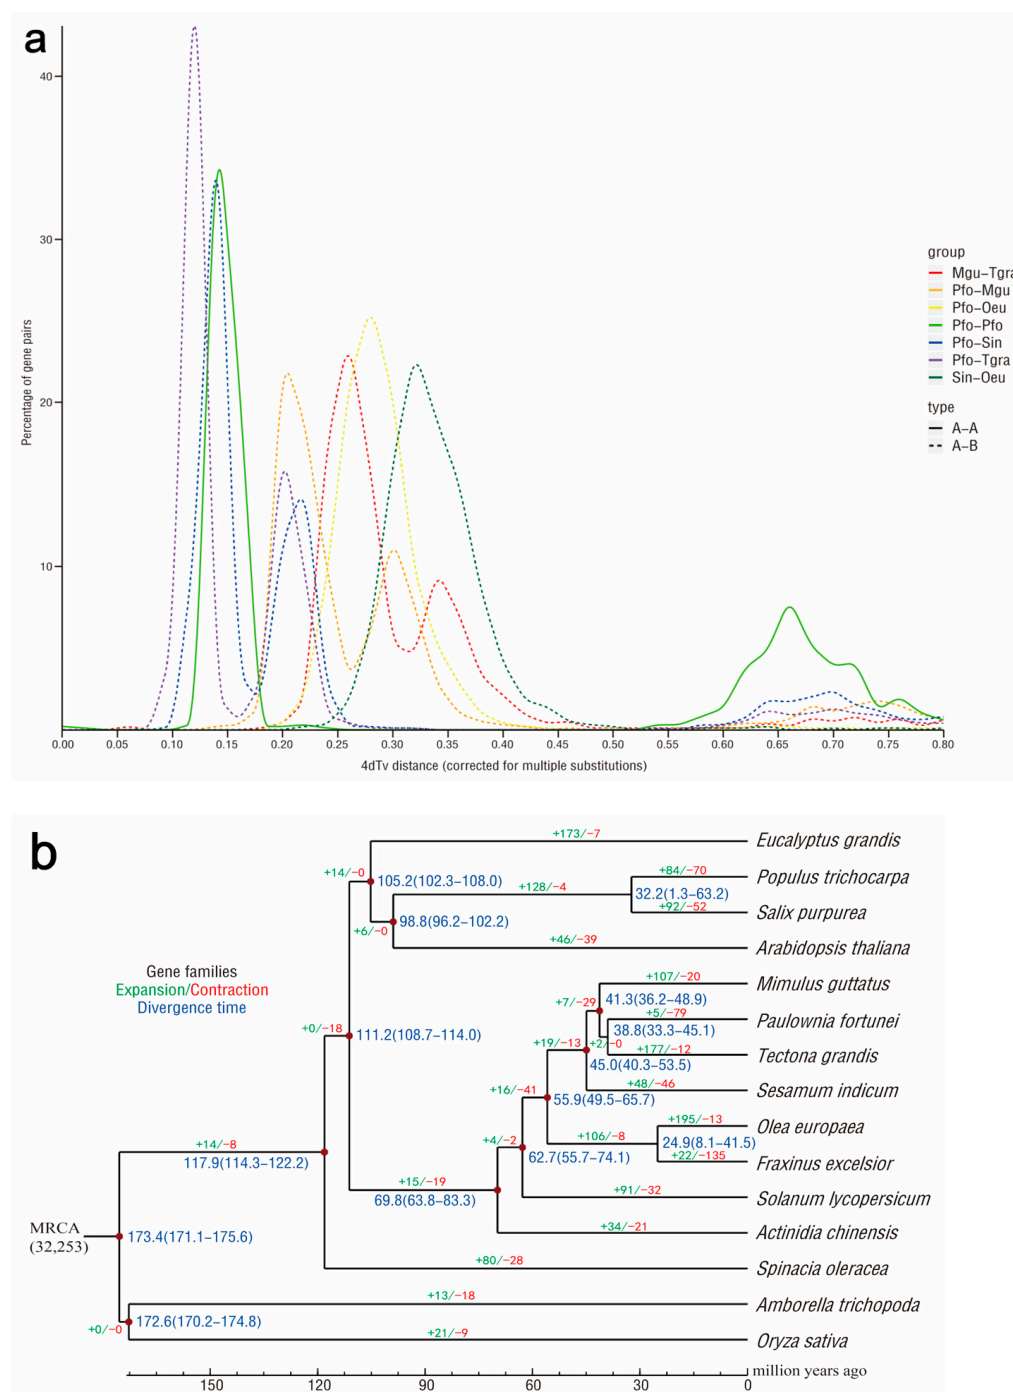 a
Percentage of gene pairs
40
30
20
10
0.00 0.05 0.10 0.15 0.20 0.25 0.30 0.35 0.40 0.45 0.50 0.55 0.60 0.65 0.70 0.75 0.80
4dTv distance (corrected for multiple substitutions)
group
Mgu–Tgra
Pfo–Mgu
Pfo–Oeu
Pfo–Pfo
Pfo–Sin
Pfo–Tgra
Sin–Oeu
type
A–A
A–B
b
Gene families
Expansion/Contraction
Divergence time
+173/−7 Eucalyptus grandis
+14/−0
105.2(102.3–108.0)
+84/−70 Populus trichocarpa
+128/−4
32.2(1.3–63.2)
+92/−52 Salix purpurea
98.8(96.2–102.2)
+6/−0
+46/−39 Arabidopsis thaliana
+107/−20 Mimulus guttatus
+7/−29
41.3(36.2–48.9)
+5/−79 Paulownia fortunei
+0/−18
111.2(108.7–114.0)
38.8(33.3–45.1)
+19/−13
+2/−0
+177/−12 Tectona grandis
45.0(40.3–53.5)
+48/−46 Sesamum indicum
+16/−41
55.9(49.5–65.7)
+195/−13 Olea europaea
+4/−2
+106/−8
24.9(8.1–41.5)
+14/−8
62.7(55.7–74.1)
+22/−135 Fraxinus excelsior
117.9(114.3–122.2)
+15/−19
69.8(63.8–83.3)
+91/−32 Solanum lycopersicum
+34/−21 Actinidia chinensis
MRCA
(32,253)
173.4(171.1–175.6)
+80/−28 Spinacia oleracea
+13/−18 Amborella trichopoda
172.6(170.2–174.8)
+0/−0
+21/−9 Oryza sativa
150 120 90 60 30 0 million years ago